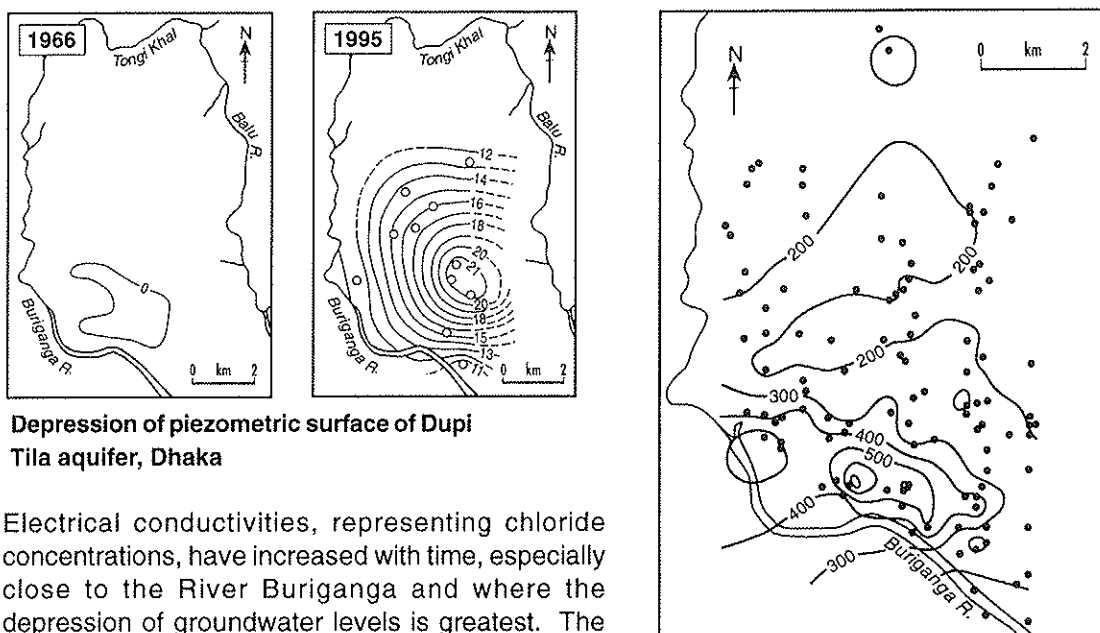 1966
Tongi Khal
N
Balu R.
0
Buriganga R.
0 km 2
1995
Tongi Khal
N
Balu R.
12
14
16
18
20
21
20
18
15
13
11
Buriganga R.
0 km 2
N
0 km 2
200
200
200
300
400
500
400
300
Buriganga R.
Depression of piezometric surface of Dupi
Tila aquifer, Dhaka
Electrical conductivities, representing chloride
concentrations, have increased with time, especially
close to the River Buriganga and where the
depression of groundwater levels is greatest. The